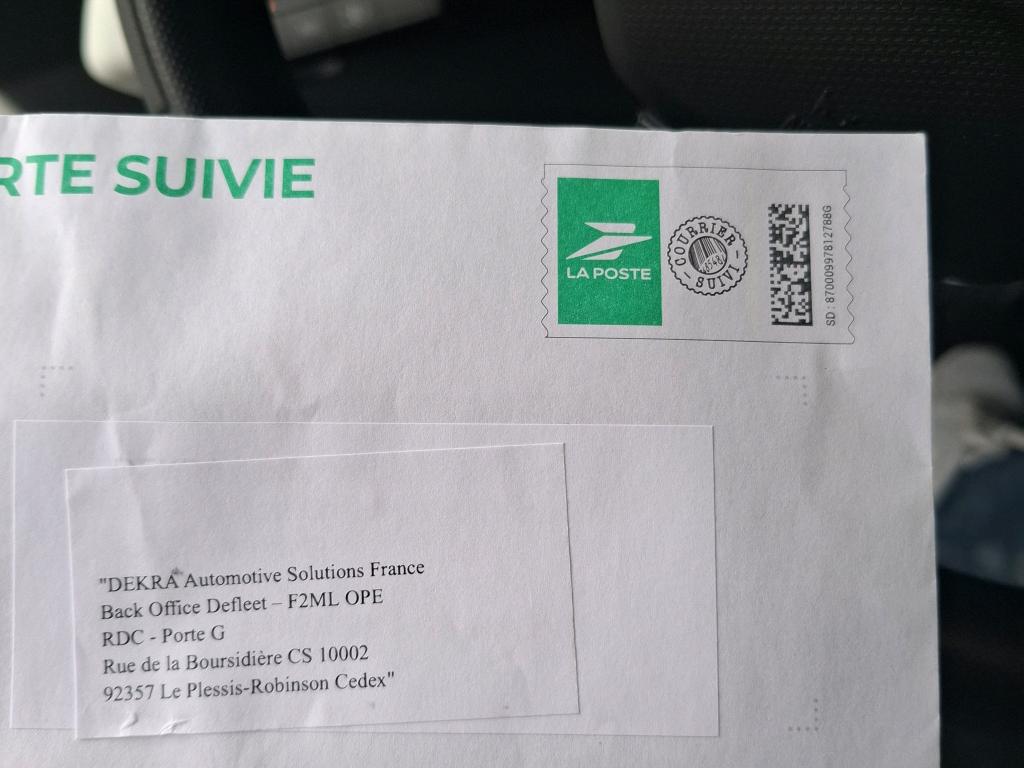 RTE SUIVIE
LA POSTE
COURRIER
SUIVI
SD : 87000997812788G
"DEKRA Automotive Solutions France
Back Office Defleet – F2ML OPE
RDC - Porte G
Rue de la Boursidière CS 10002
92357 Le Plessis-Robinson Cedex"